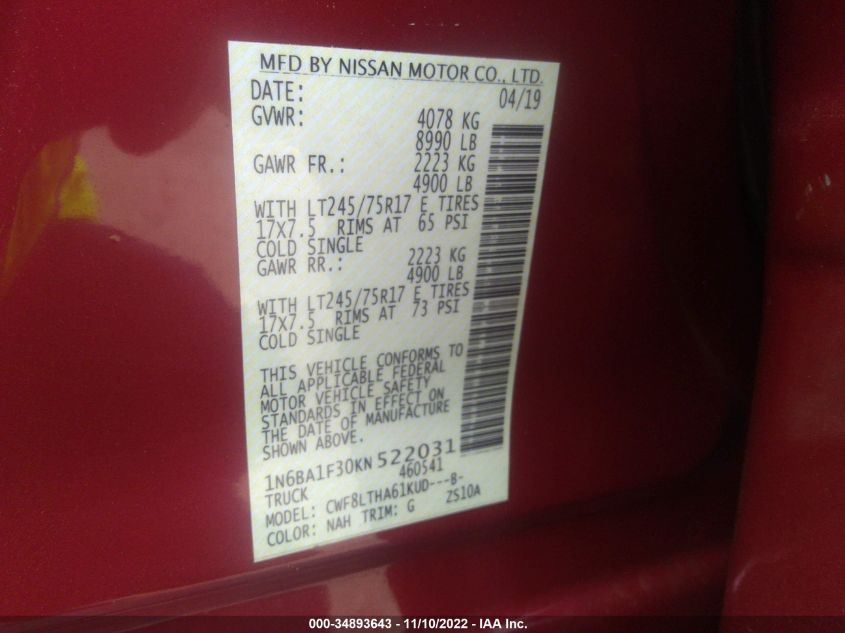 MFD BY NISSAN MOTOR CO., LTD.
DATE: 04/19
GVWR: 4078 KG
8990 LB
GAWR FR.: 2223 KG
4900 LB
WITH LT245/75R17 E TIRES
17X7.5 RIMS AT 65 PSI
COLD SINGLE
GAWR RR.: 2223 KG
4900 LB
WITH LT245/75R17 E TIRES
17X7.5 RIMS AT 73 PSI
COLD SINGLE
THIS VEHICLE CONFORMS TO
ALL APPLICABLE FEDERAL
MOTOR VEHICLE SAFETY
STANDARDS IN EFFECT ON
THE DATE OF MANUFACTURE
SHOWN ABOVE.
1N6BA1F30KN522031
TRUCK 460541
MODEL: CWF8LTHA61KUD---B-
COLOR: NAH TRIM: G ZS10A
000-34893643 - 11/10/2022 - IAA Inc.